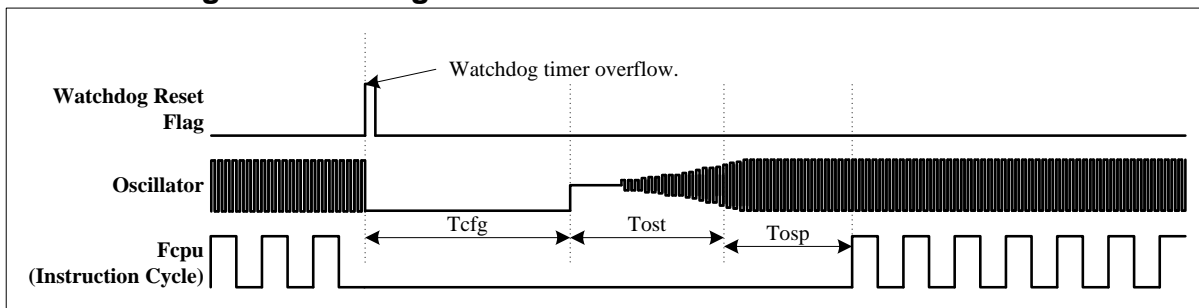 Watchdog timer overflow.
Watchdog Reset
Flag
Oscillator
Tcfg
Tost
Tosp
Fcpu
(Instruction Cycle)